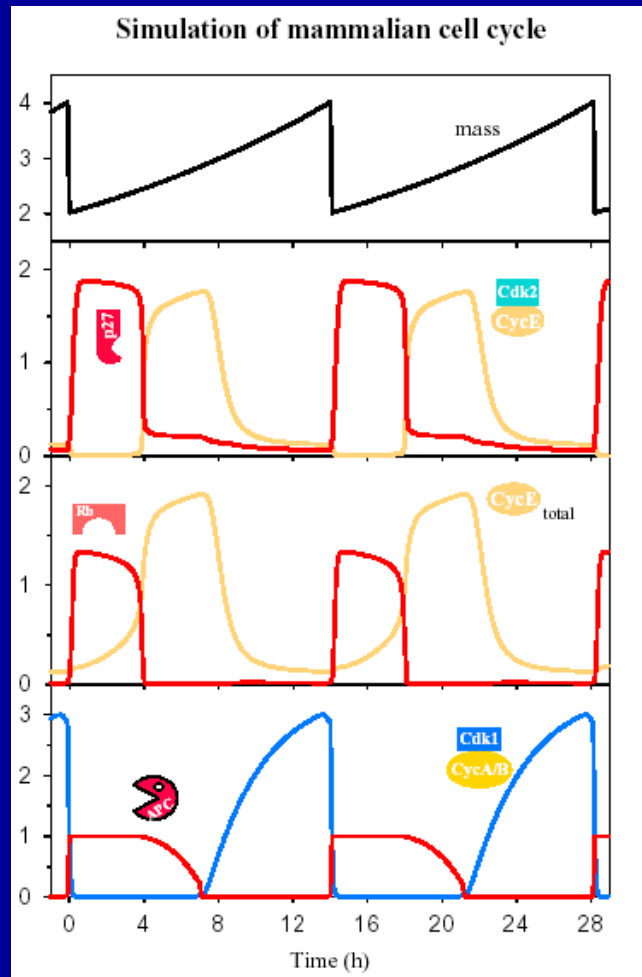 Simulation of mammalian cell cycle
4
3
2
mass
2
1
0
p27
Cdk2
CycE
2
1
0
Rb
CycE total
3
2
1
0
APC
Cdk1
CycA/B
0 4 8 12 16 20 24 28
Time (h)